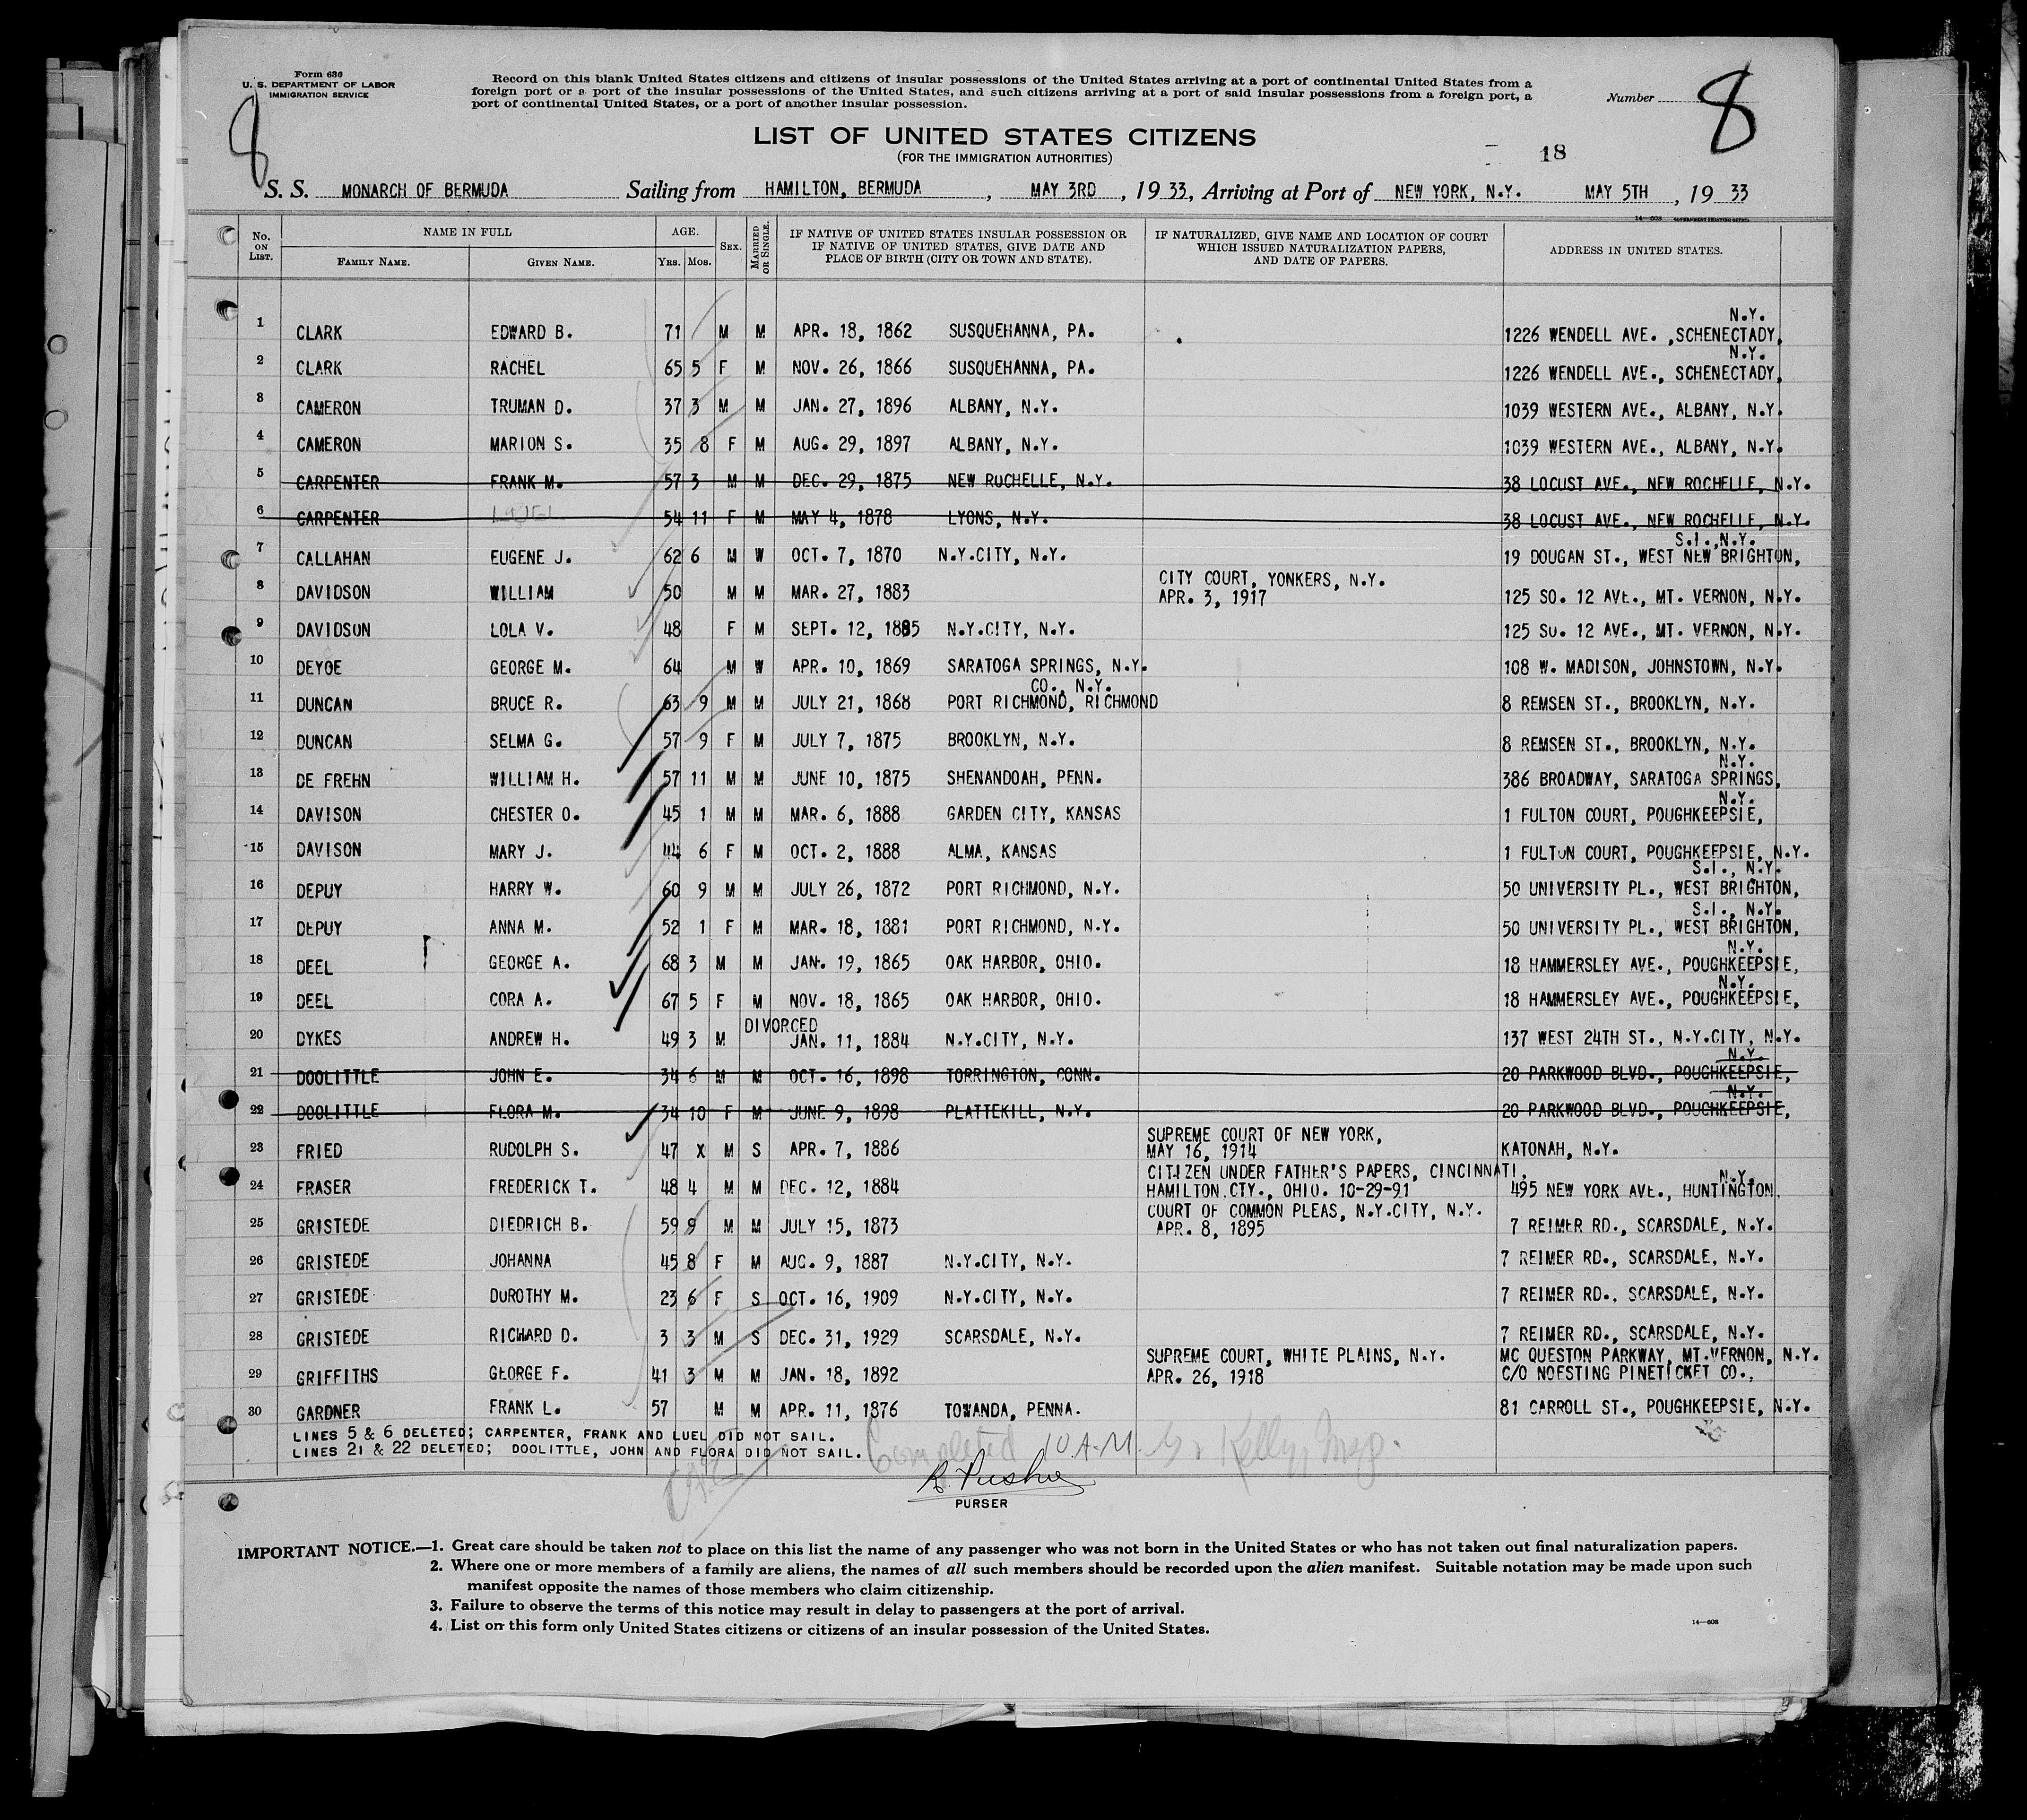 Form 630
U. S. DEPARTMENT OF LABOR
IMMIGRATION SERVICE
Record on this blank United States citizens and citizens of insular possessions of the United States arriving at a port of continental United States from a
foreign port or a port of the insular possessions of the United States, and such citizens arriving at a port of said insular possessions from a foreign port, a
port of continental United States, or a port of another insular possession.
Number 8
8
LIST OF UNITED STATES CITIZENS
(FOR THE IMMIGRATION AUTHORITIES)
18
S. S. MONARCH OF BERMUDA Sailing from HAMILTON, BERMUDA, MAY 3RD, 1933, Arriving at Port of NEW YORK, N.Y. MAY 5TH, 1933
14—608 GOVERNMENT PRINTING OFFICE
No. ON LIST. NAME IN FULL FAMILY NAME. GIVEN NAME. AGE. YRS. MOS. SEX. MARRIED OR SINGLE. IF NATIVE OF UNITED STATES INSULAR POSSESSION OR IF NATIVE OF UNITED STATES, GIVE DATE AND PLACE OF BIRTH (CITY OR TOWN AND STATE). IF NATURALIZED, GIVE NAME AND LOCATION OF COURT WHICH ISSUED NATURALIZATION PAPERS, AND DATE OF PAPERS. ADDRESS IN UNITED STATES.
1 CLARK EDWARD B. 71 M M APR. 18, 1862 SUSQUEHANNA, PA. 1226 WENDELL AVE. ,SCHENECTADY, N.Y.
2 CLARK RACHEL 65 5 F M NOV. 26, 1866 SUSQUEHANNA, PA. 1226 WENDELL AVE., SCHENECTADY, N.Y.
3 CAMERON TRUMAN D. 37 3 M M JAN. 27, 1896 ALBANY, N.Y. 1039 WESTERN AVE., ALBANY, N.Y.
4 CAMERON MARION S. 35 8 F M AUG. 29, 1897 ALBANY, N.Y. 1039 WESTERN AVE., ALBANY, N.Y.
5 CARPENTER FRANK M. 57 3 M M DEC. 29, 1875 NEW ROCHELLE, N.Y. 38 LOCUST AVE., NEW ROCHELLE, N.Y.
6 CARPENTER LUEL 54 11 F M MAY 4, 1878 LYONS, N.Y. 38 LOCUST AVE., NEW ROCHELLE, N.Y.
7 CALLAHAN EUGENE J. 62 6 M W OCT. 7, 1870 N.Y.CITY, N.Y. 19 DOUGAN ST., WEST NEW BRIGHTON, S.I.,N.Y.
8 DAVIDSON WILLIAM 50 M M MAR. 27, 1883 CITY COURT, YONKERS, N.Y. APR. 3, 1917 125 SO. 12 AVE., MT. VERNON, N.Y.
9 DAVIDSON LOLA V. 48 F M SEPT. 12, 1885 N.Y.CITY, N.Y. 125 SO. 12 AVE., MT. VERNON, N.Y.
10 DEYOE GEORGE M. 64 M W APR. 10, 1869 SARATOGA SPRINGS, N.Y. 108 W. MADISON, JOHNSTOWN, N.Y.
11 DUNCAN BRUCE R. 63 9 M M JULY 21, 1868 PORT RICHMOND, RICHMOND CO., N.Y. 8 REMSEN ST., BROOKLYN, N.Y.
12 DUNCAN SELMA G. 57 9 F M JULY 7, 1875 BROOKLYN, N.Y. 8 REMSEN ST., BROOKLYN, N.Y.
13 DE FREHN WILLIAM H. 57 11 M M JUNE 10, 1875 SHENANDOAH, PENN. 386 BROADWAY, SARATOGA SPRINGS, N.Y.
14 DAVISON CHESTER O. 45 1 M M MAR. 6, 1888 GARDEN CITY, KANSAS 1 FULTON COURT, POUGHKEEPSIE, N.Y.
15 DAVISON MARY J. 44 6 F M OCT. 2, 1888 ALMA, KANSAS 1 FULTON COURT, POUGHKEEPSIE, N.Y.
16 DEPUY HARRY W. 60 9 M M JULY 26, 1872 PORT RICHMOND, N.Y. 50 UNIVERSITY PL., WEST BRIGHTON, S.I., N.Y.
17 DEPUY ANNA M. 52 1 F M MAR. 18, 1881 PORT RICHMOND, N.Y. 50 UNIVERSITY PL., WEST BRIGHTON, S.I., N.Y.
18 DEEL GEORGE A. 68 3 M M JAN. 19, 1865 OAK HARBOR, OHIO. 18 HAMMERSLEY AVE., POUGHKEEPSIE, N.Y.
19 DEEL CORA A. 67 5 F M NOV. 18, 1865 OAK HARBOR, OHIO. 18 HAMMERSLEY AVE., POUGHKEEPSIE, N.Y.
20 DYKES ANDREW H. 49 3 M DIVORCED JAN. 11, 1884 N.Y.CITY, N.Y. 137 WEST 24TH ST., N.Y.CITY, N.Y.
21 DOOLITTLE JOHN E. 34 6 M M OCT. 16, 1898 TORRINGTON, CONN. 20 PARKWOOD BLVD., POUGHKEEPSIE, N.Y.
22 DOOLITTLE FLORA M. 34 10 F M JUNE 9, 1898 PLATTEKILL, N.Y. 20 PARKWOOD BLVD., POUGHKEEPSIE, N.Y.
23 FRIED RUDOLPH S. 47 X M S APR. 7, 1886 SUPREME COURT OF NEW YORK, MAY 16, 1914 KATONAH, N.Y.
24 FRASER FREDERICK T. 48 4 M M DEC. 12, 1884 CITIZEN UNDER FATHER'S PAPERS, CINCINNATI, HAMILTON CTY., OHIO. 10-29-91 495 NEW YORK AVE., HUNTINGTON, N.Y.
25 GRISTEDE DIEDRICH B. 59 9 M M JULY 15, 1873 COURT OF COMMON PLEAS, N.Y.CITY, N.Y. APR. 8, 1895 7 REIMER RD., SCARSDALE, N.Y.
26 GRISTEDE JOHANNA 45 8 F M AUG. 9, 1887 N.Y.CITY, N.Y. 7 REIMER RD., SCARSDALE, N.Y.
27 GRISTEDE DOROTHY M. 23 6 F S OCT. 16, 1909 N.Y.CITY, N.Y. 7 REIMER RD., SCARSDALE, N.Y.
28 GRISTEDE RICHARD D. 3 3 M S DEC. 31, 1929 SCARSDALE, N.Y. 7 REIMER RD., SCARSDALE, N.Y.
29 GRIFFITHS GEORGE F. 41 3 M M JAN. 18, 1892 SUPREME COURT, WHITE PLAINS, N.Y. APR. 26, 1918 MC QUESTON PARKWAY, MT.VERNON, N.Y. C/O NOESTING PINETICKET CO.,
30 GARDNER FRANK L. 57 M M APR. 11, 1876 TOWANDA, PENNA. 81 CARROLL ST., POUGHKEEPSIE, N.Y.
LINES 5 & 6 DELETED; CARPENTER, FRANK AND LUEL DID NOT SAIL.
LINES 21 & 22 DELETED; DOOLITTLE, JOHN AND FLORA DID NOT SAIL.
Completed 10 A.M. Kelly, Insp.
PURSER
IMPORTANT NOTICE.—1. Great care should be taken not to place on this list the name of any passenger who was not born in the United States or who has not taken out final naturalization papers.
2. Where one or more members of a family are aliens, the names of all such members should be recorded upon the alien manifest. Suitable notation may be made upon such
manifest opposite the names of those members who claim citizenship.
3. Failure to observe the terms of this notice may result in delay to passengers at the port of arrival.
4. List on this form only United States citizens or citizens of an insular possession of the United States.
14—608